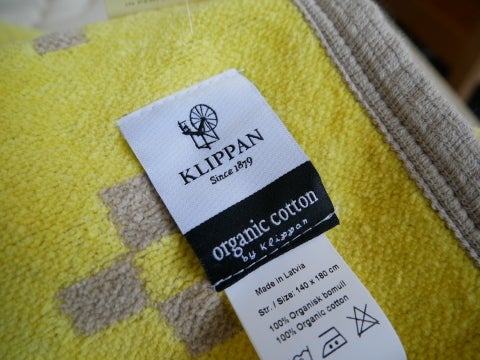 KLIPPAN
Since 1879
organic cotton
by Klippan
Made in Latvia
Str. / Size: 140 x 180 cm
100% Organisk bomull
100% Organic cotton